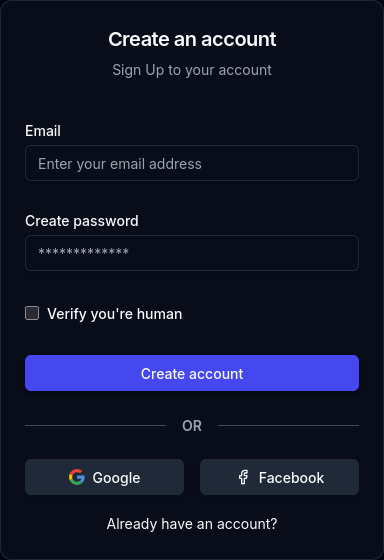 Create an account
Sign Up to your account
Email
Enter your email address
Create password
*************
Verify you're human
Create account
OR
Google
Facebook
Already have an account?